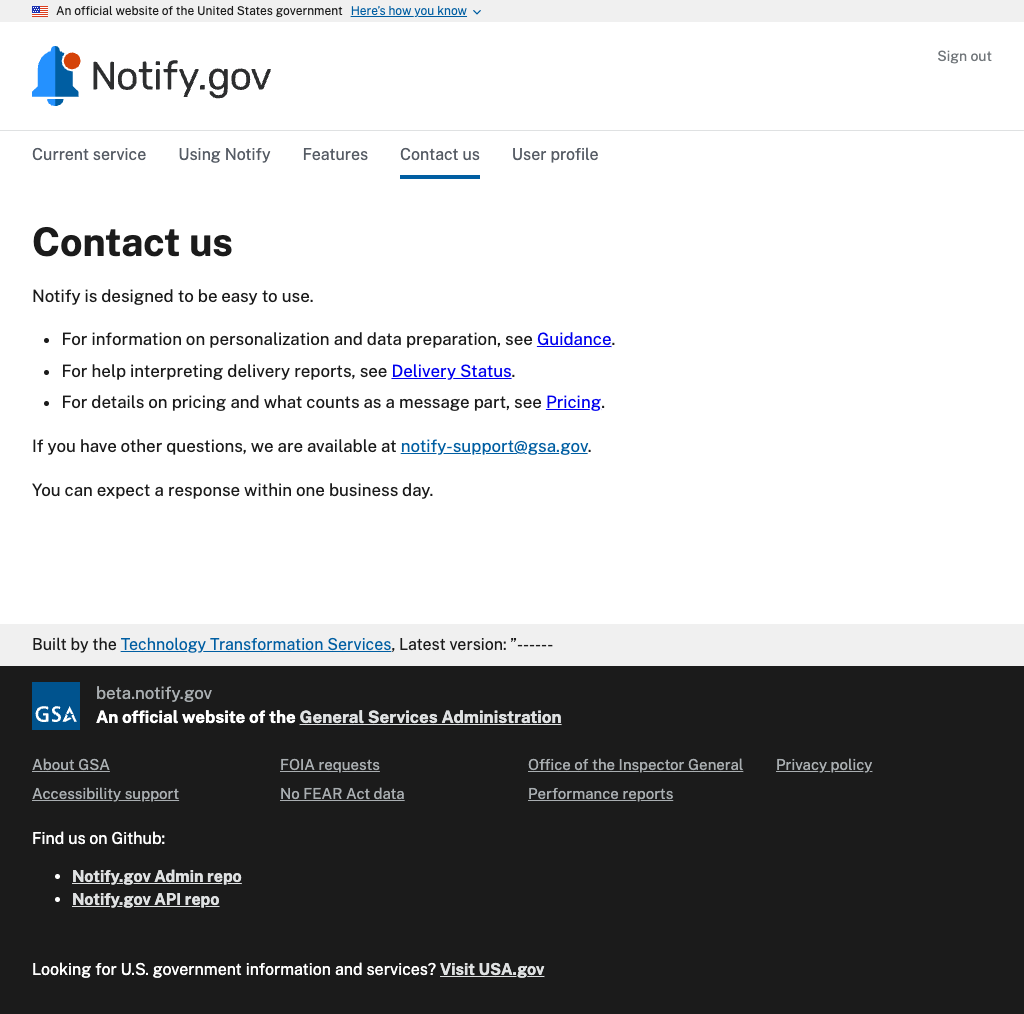 An official website of the United States government Here's how you know
Notify.gov
Sign out
Current service Using Notify Features Contact us User profile
Contact us
Notify is designed to be easy to use.
• For information on personalization and data preparation, see Guidance.
• For help interpreting delivery reports, see Delivery Status.
• For details on pricing and what counts as a message part, see Pricing.
If you have other questions, we are available at notify-support@gsa.gov.
You can expect a response within one business day.
Built by the Technology Transformation Services, Latest version: ”------
GSA
beta.notify.gov
An official website of the General Services Administration
About GSA FOIA requests Office of the Inspector General Privacy policy
Accessibility support No FEAR Act data Performance reports
Find us on Github:
• Notify.gov Admin repo
• Notify.gov API repo
Looking for U.S. government information and services? Visit USA.gov